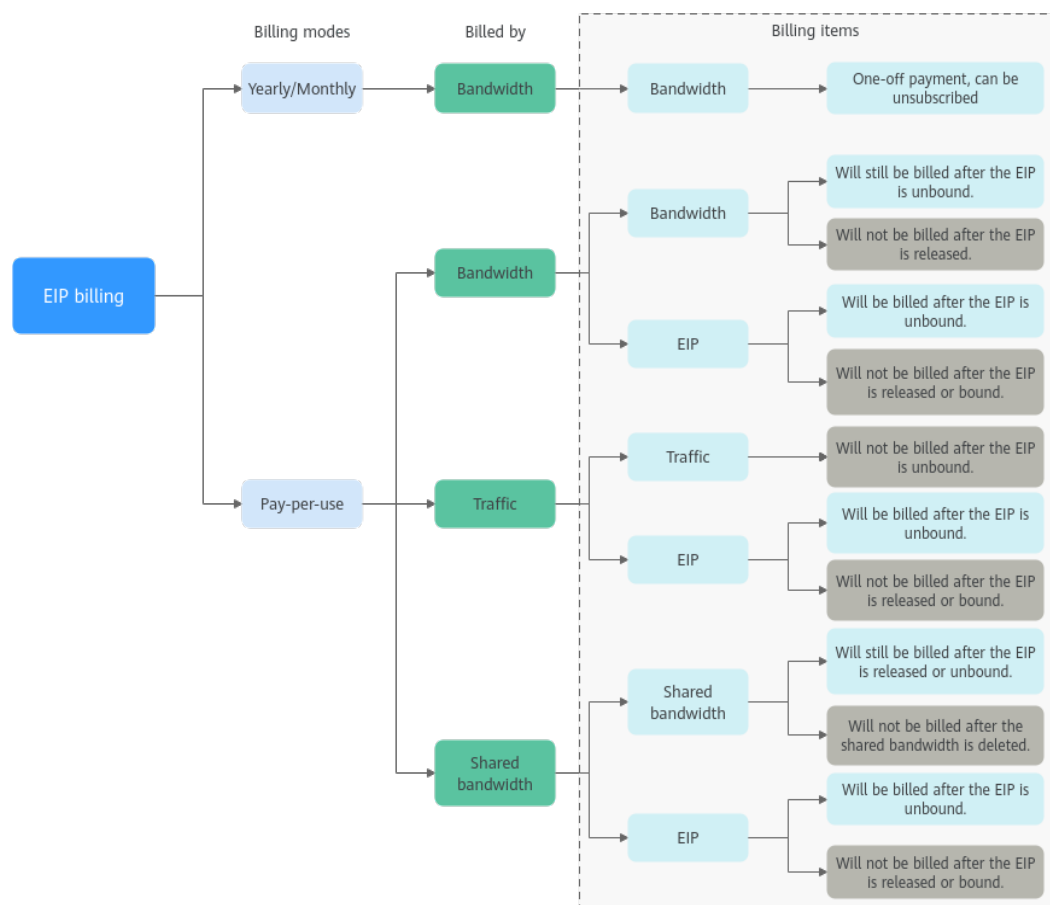 Billing modes
Billed by
Billing items
Yearly/Monthly
Bandwidth
Bandwidth
One-off payment, can be
unsubscribed
EIP billing
Bandwidth
Bandwidth
Will still be billed after the EIP
is unbound.
Will not be billed after the EIP
is released.
EIP
Will be billed after the EIP is
unbound.
Will not be billed after the EIP
is released or bound.
Pay-per-use
Traffic
Traffic
Will not be billed after the EIP
is unbound.
EIP
Will be billed after the EIP is
unbound.
Will not be billed after the EIP
is released or bound.
Shared
bandwidth
Shared
bandwidth
Will still be billed after the EIP
is released or unbound.
Will not be billed after the
shared bandwidth is deleted.
EIP
Will be billed after the EIP is
unbound.
Will not be billed after the EIP
is released or bound.